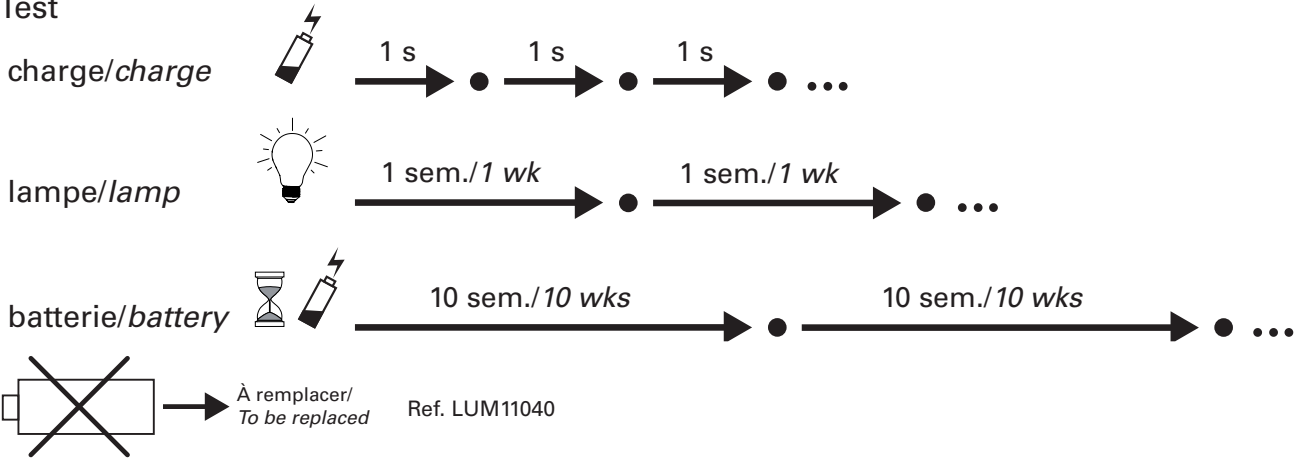 Test
charge/charge
1 s 1 s 1 s ...
lampe/lamp
1 sem./1 wk 1 sem./1 wk ...
batterie/battery
10 sem./10 wks 10 sem./10 wks ...
À remplacer/
To be replaced
Ref. LUM11040